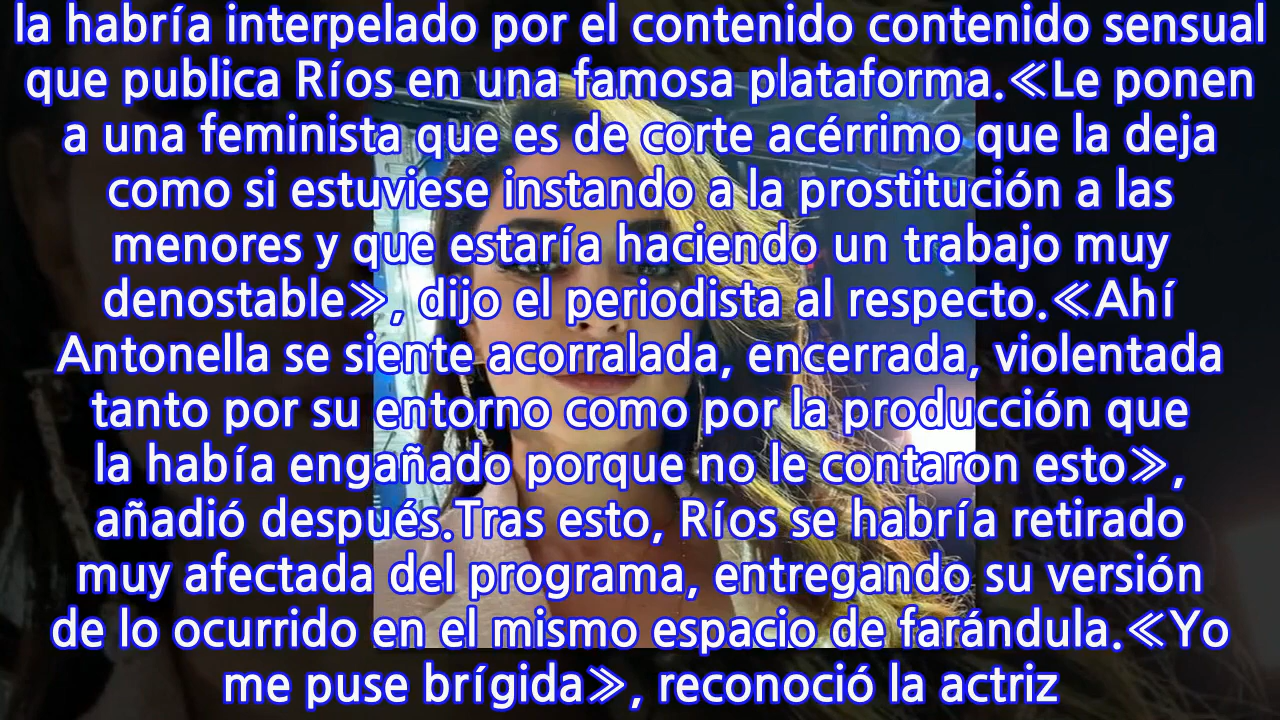 la habría interpelado por el contenido contenido sensual
que publica Ríos en una famosa plataforma.≪Le ponen
a una feminista que es de corte acérrimo que la deja
como si estuviese instando a la prostitución a las
menores y que estaría haciendo un trabajo muy
denostable≫, dijo el periodista al respecto.≪Ahí
Antonella se siente acorralada, encerrada, violentada
tanto por su entorno como por la producción que
la había engañado porque no le contaron esto≫,
añadió después.Tras esto, Ríos se habría retirado
muy afectada del programa, entregando su versión
de lo ocurrido en el mismo espacio de farándula.≪Yo
me puse brígida≫, reconoció la actriz